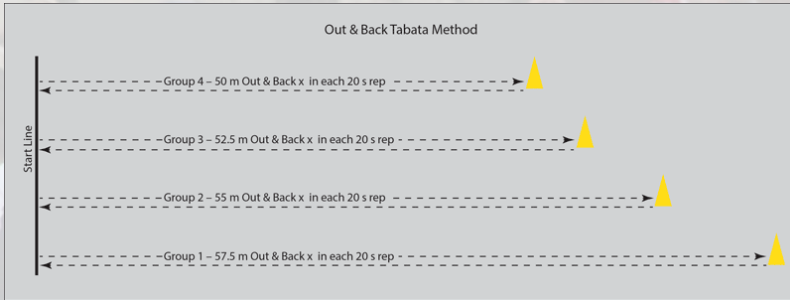 Out & Back Tabata Method
Group 4 – 50 m Out & Back x in each 20 s rep
Group 3 – 52.5 m Out & Back x in each 20 s rep
Start Line
Group 2 – 55 m Out & Back x in each 20 s rep
Group 1 – 57.5 m Out & Back x in each 20 s rep